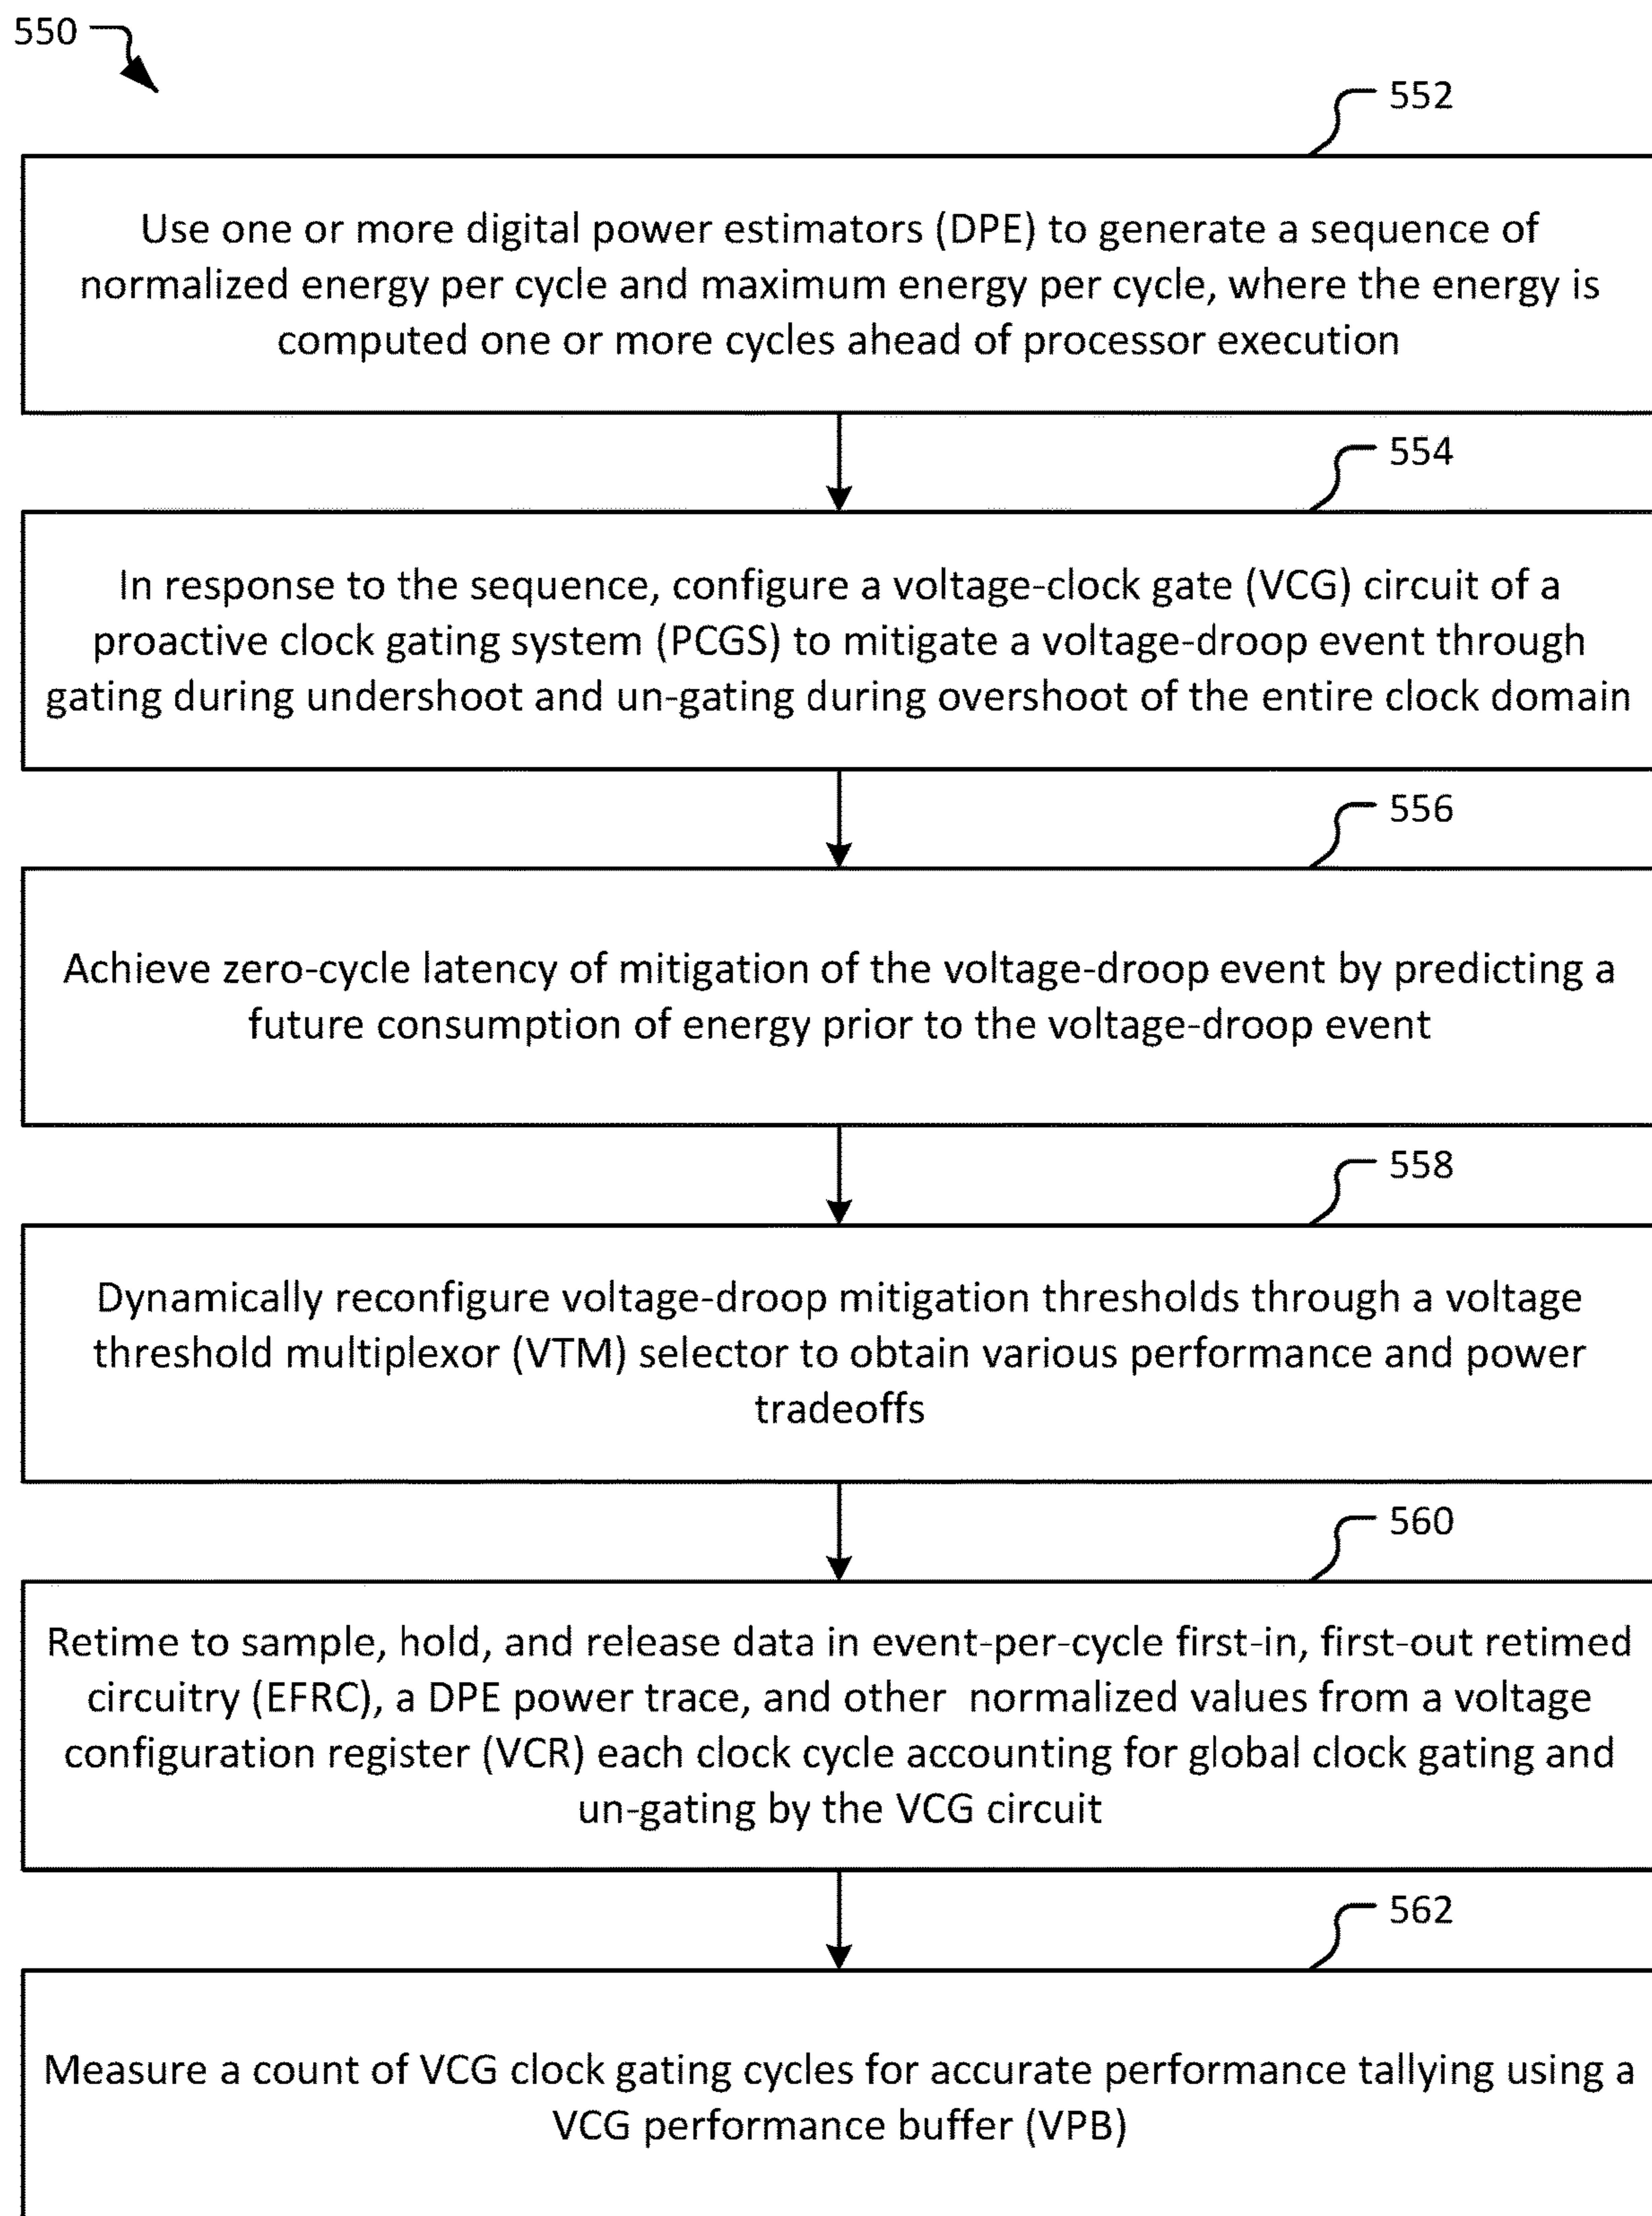 550
552
Use one or more digital power estimators (DPE) to generate a sequence of
normalized energy per cycle and maximum energy per cycle, where the energy is
computed one or more cycles ahead of processor execution
554
In response to the sequence, configure a voltage-clock gate (VCG) circuit of a
proactive clock gating system (PCGS) to mitigate a voltage-droop event through
gating during undershoot and un-gating during overshoot of the entire clock domain
556
Achieve zero-cycle latency of mitigation of the voltage-droop event by predicting a
future consumption of energy prior to the voltage-droop event
558
Dynamically reconfigure voltage-droop mitigation thresholds through a voltage
threshold multiplexor (VTM) selector to obtain various performance and power
tradeoffs
560
Retime to sample, hold, and release data in event-per-cycle first-in, first-out retimed
circuitry (EFRC), a DPE power trace, and other normalized values from a voltage
configuration register (VCR) each clock cycle accounting for global clock gating and
un-gating by the VCG circuit
562
Measure a count of VCG clock gating cycles for accurate performance tallying using a
VCG performance buffer (VPB)